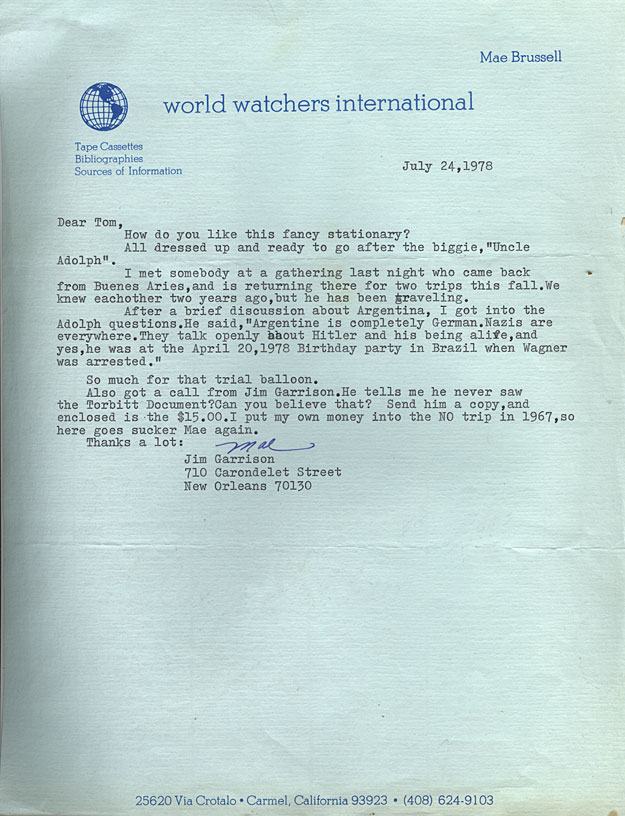 Mae Brussell
world watchers international
Tape Cassettes
Bibliographies
Sources of Information
July 24,1978
Dear Tom,
How do you like this fancy stationary?
All dressed up and ready to go after the biggie,"Uncle
Adolph".
I met somebody at a gathering last night who came back
from Buenos Aries,and is returning there for two trips this fall.We
knew eachother two years ago,but he has been traveling.
After a brief discussion about Argentina, I got into the
Adolph questions.He said,"Argentine is completely German.Nazis are
everywhere.They talk openly about Hitler and his being alive,and
yes,he was at the April 20,1978 Birthday party in Brazil when Wagner
was arrested."
So much for that trial balloon.
Also got a call from Jim Garrison.He tells me he never saw
the Torbitt Document?Can you believe that? Send him a copy,and
enclosed is the $15.00.I put my own money into the NO trip in 1967,so
here goes sucker Mae again.
Thanks a lot: Mae
Jim Garrison
710 Carondelet Street
New Orleans 70130
25620 Via Crotalo • Carmel, California 93923 • (408) 624-9103